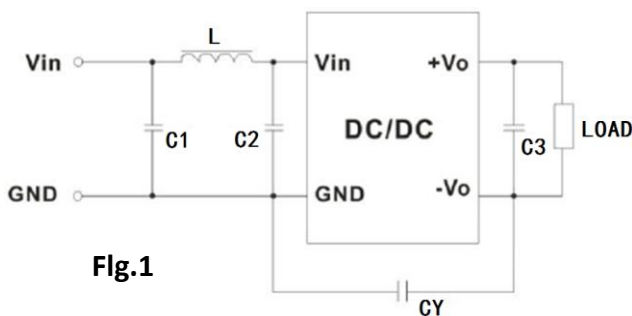 L
Vin
Vin
+Vo
C1
C2
DC/DC
C3
LOAD
GND
GND
-Vo
Flg.1
CY